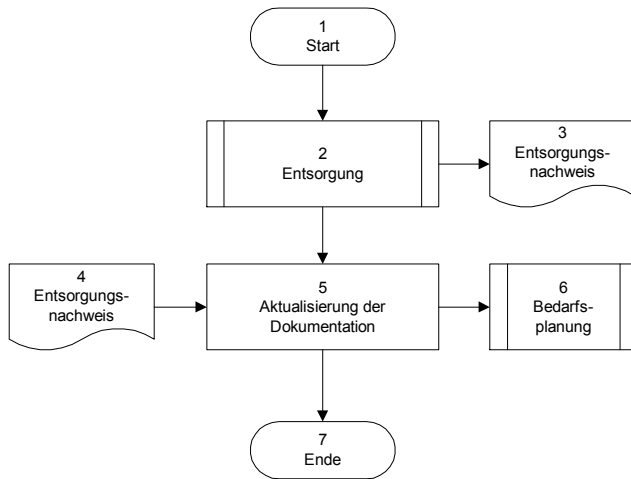 1
Start
2
Entsorgung
3
Entsorgungs-
nachweis
4
Entsorgungs-
nachweis
5
Aktualisierung der
Dokumentation
6
Bedarfs-
planung
7
Ende